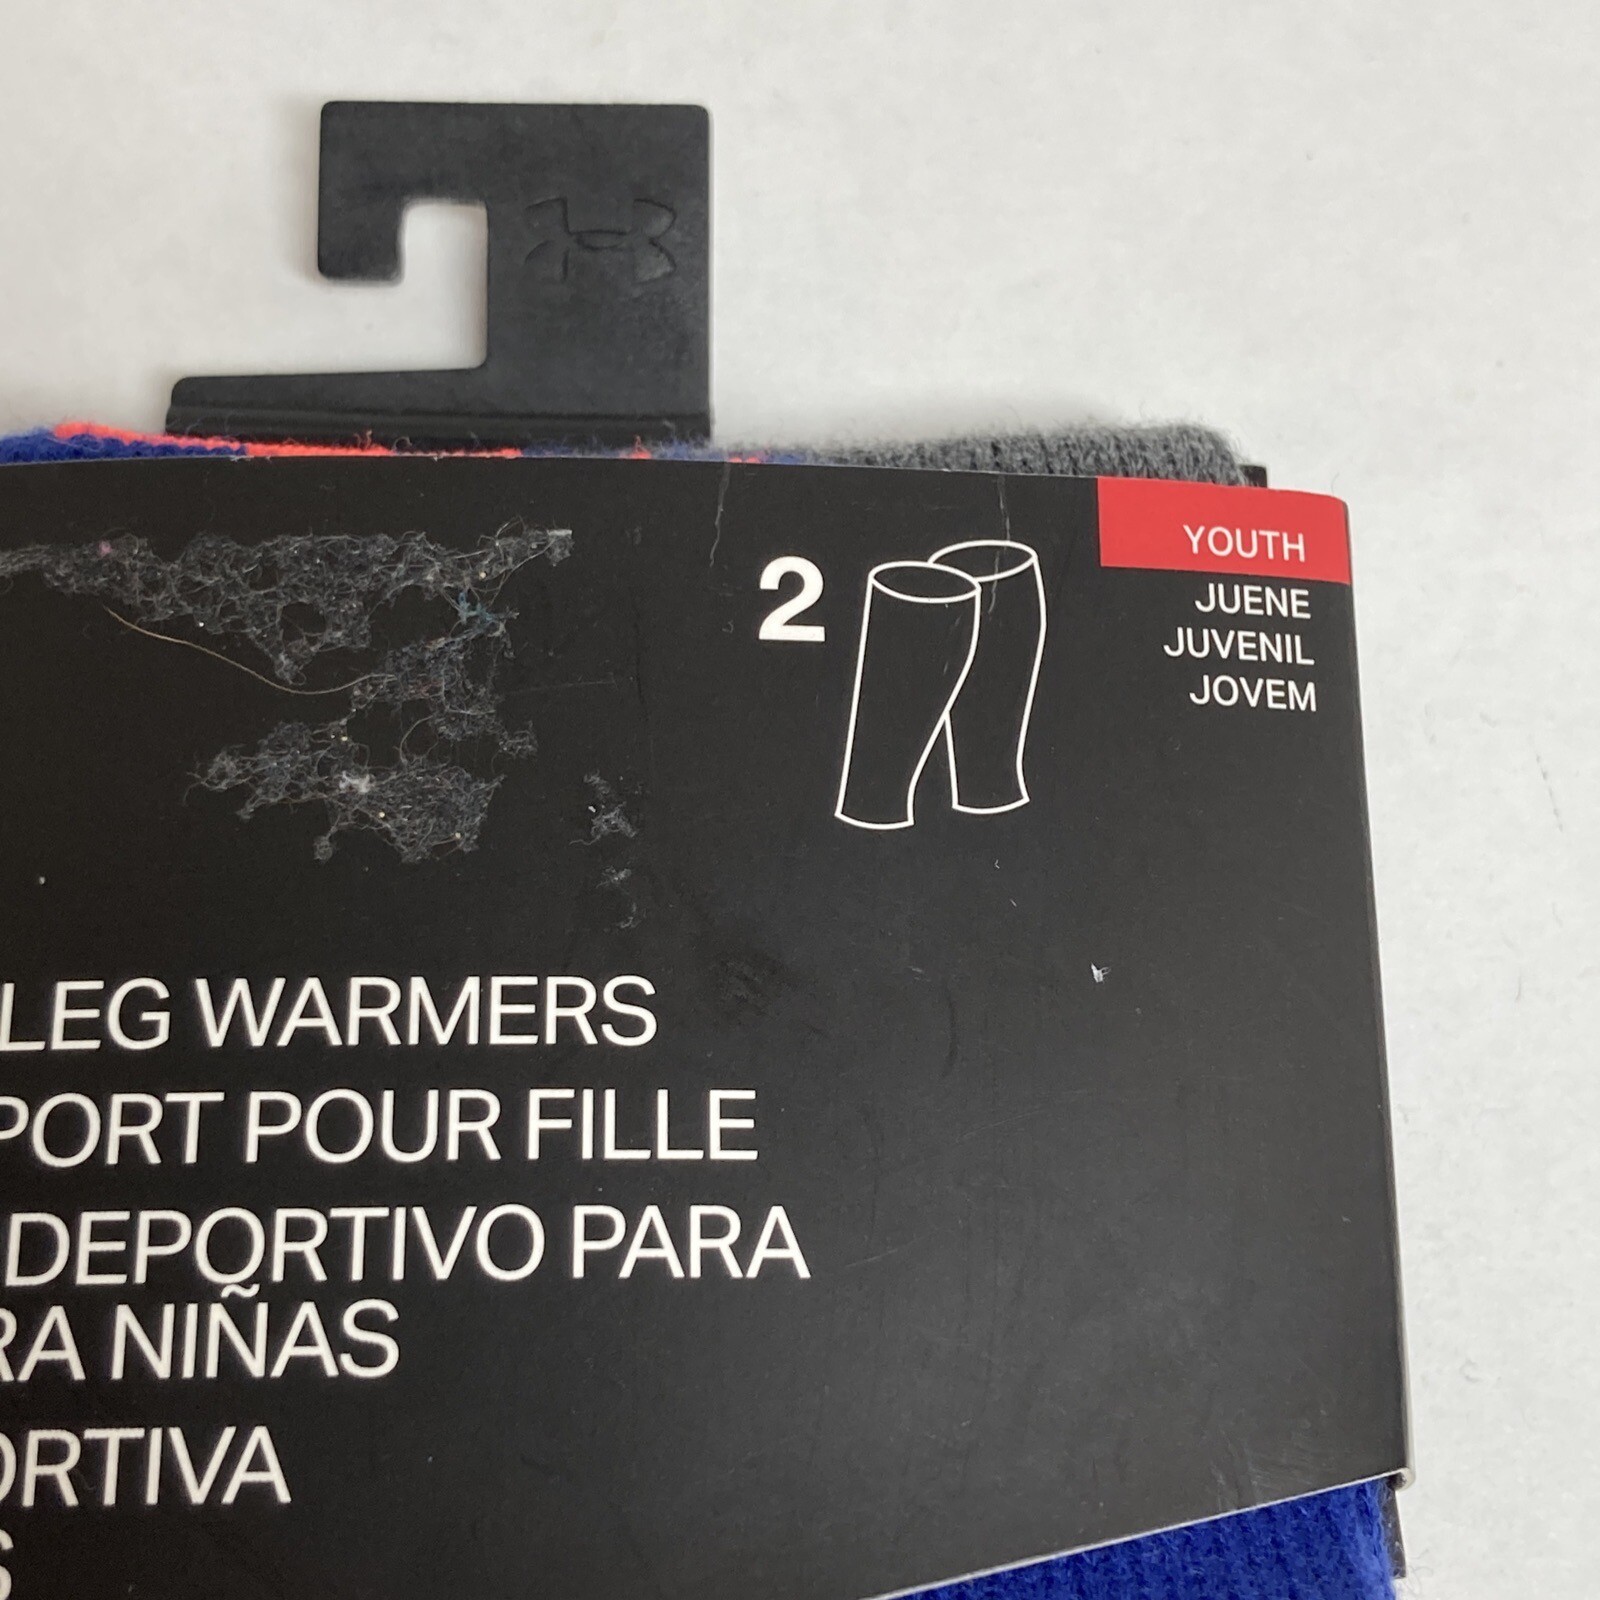 2
YOUTH
JUENE
JUVENIL
JOVEM
LEG WARMERS
PORT POUR FILLE
DEPORTIVO PARA
RA NIÑAS
ORTIVA
S